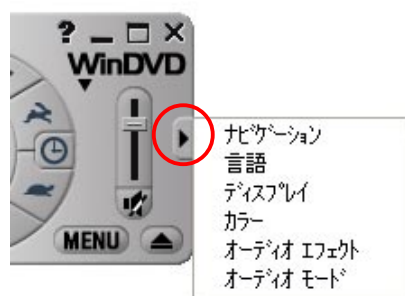 ?
WinDVD
MENU
ﾅﾋﾞｹﾞｰｼｮﾝ
言語
ﾃﾞｨｽﾌﾟﾚｲ
ｶﾗｰ
ｵｰﾃﾞｨｵ ｴﾌｪｸﾄ
ｵｰﾃﾞｨｵ ﾓｰﾄﾞ